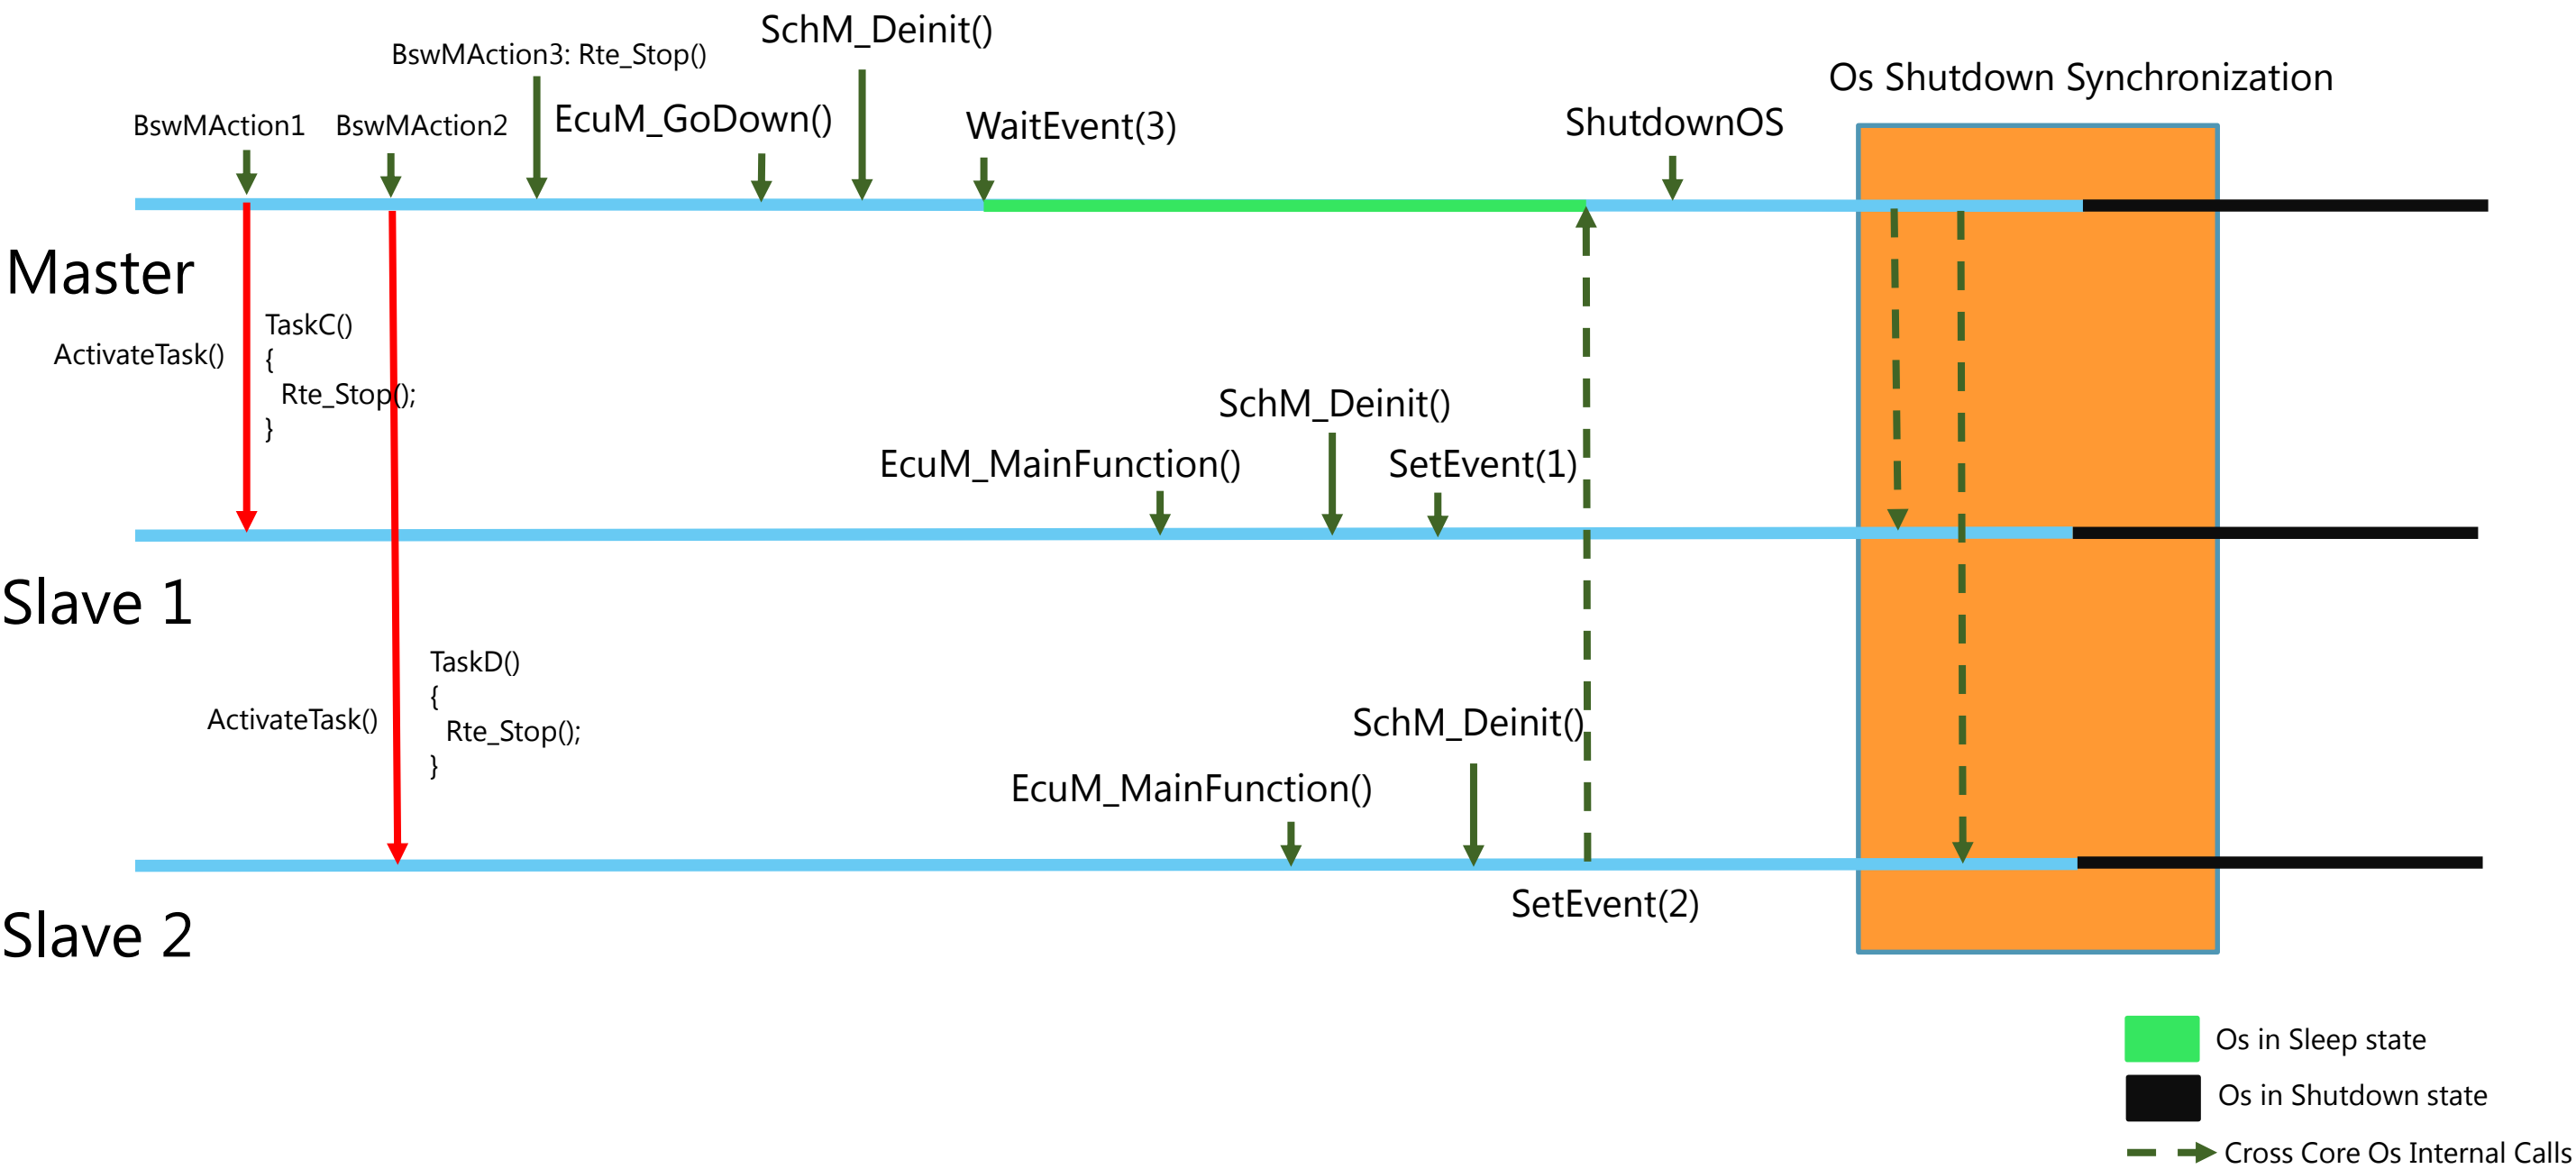 SchM_Deinit()
BswMAction3: Rte_Stop()
Os Shutdown Synchronization
BswMAction1
BswMAction2
EcuM_GoDown()
WaitEvent(3)
ShutdownOS
Master
ActivateTask()
TaskC()
{
Rte_Stop();
}
SchM_Deinit()
EcuM_MainFunction()
SetEvent(1)
Slave 1
TaskD()
{
Rte_Stop();
}
ActivateTask()
SchM_Deinit()
EcuM_MainFunction()
SetEvent(2)
Slave 2
Os in Sleep state
Os in Shutdown state
Cross Core Os Internal Calls